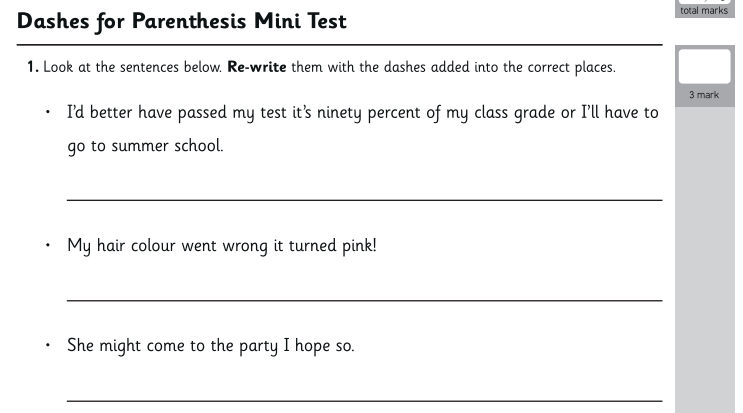 Dashes for Parenthesis Mini Test
total marks
1. Look at the sentences below. Re-write them with the dashes added into the correct places.
3 mark
• I'd better have passed my test it's ninety percent of my class grade or I'll have to
go to summer school.
• My hair colour went wrong it turned pink!
• She might come to the party I hope so.